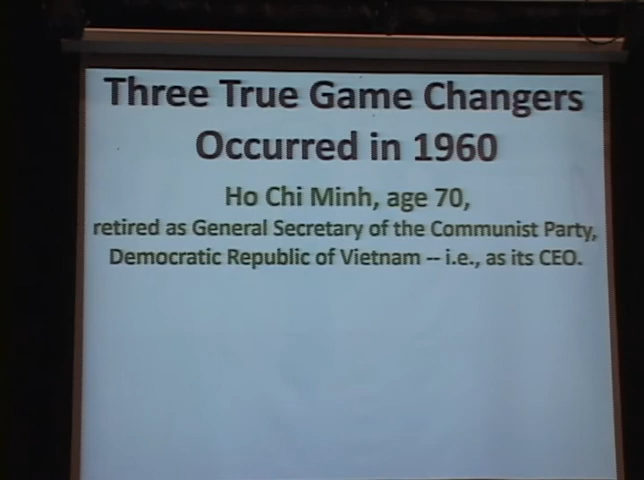 Three True Game Changers
Occurred in 1960
Ho Chi Minh, age 70,
retired as General Secretary of the Communist Party,
Democratic Republic of Vietnam -- i.e., as its CEO.